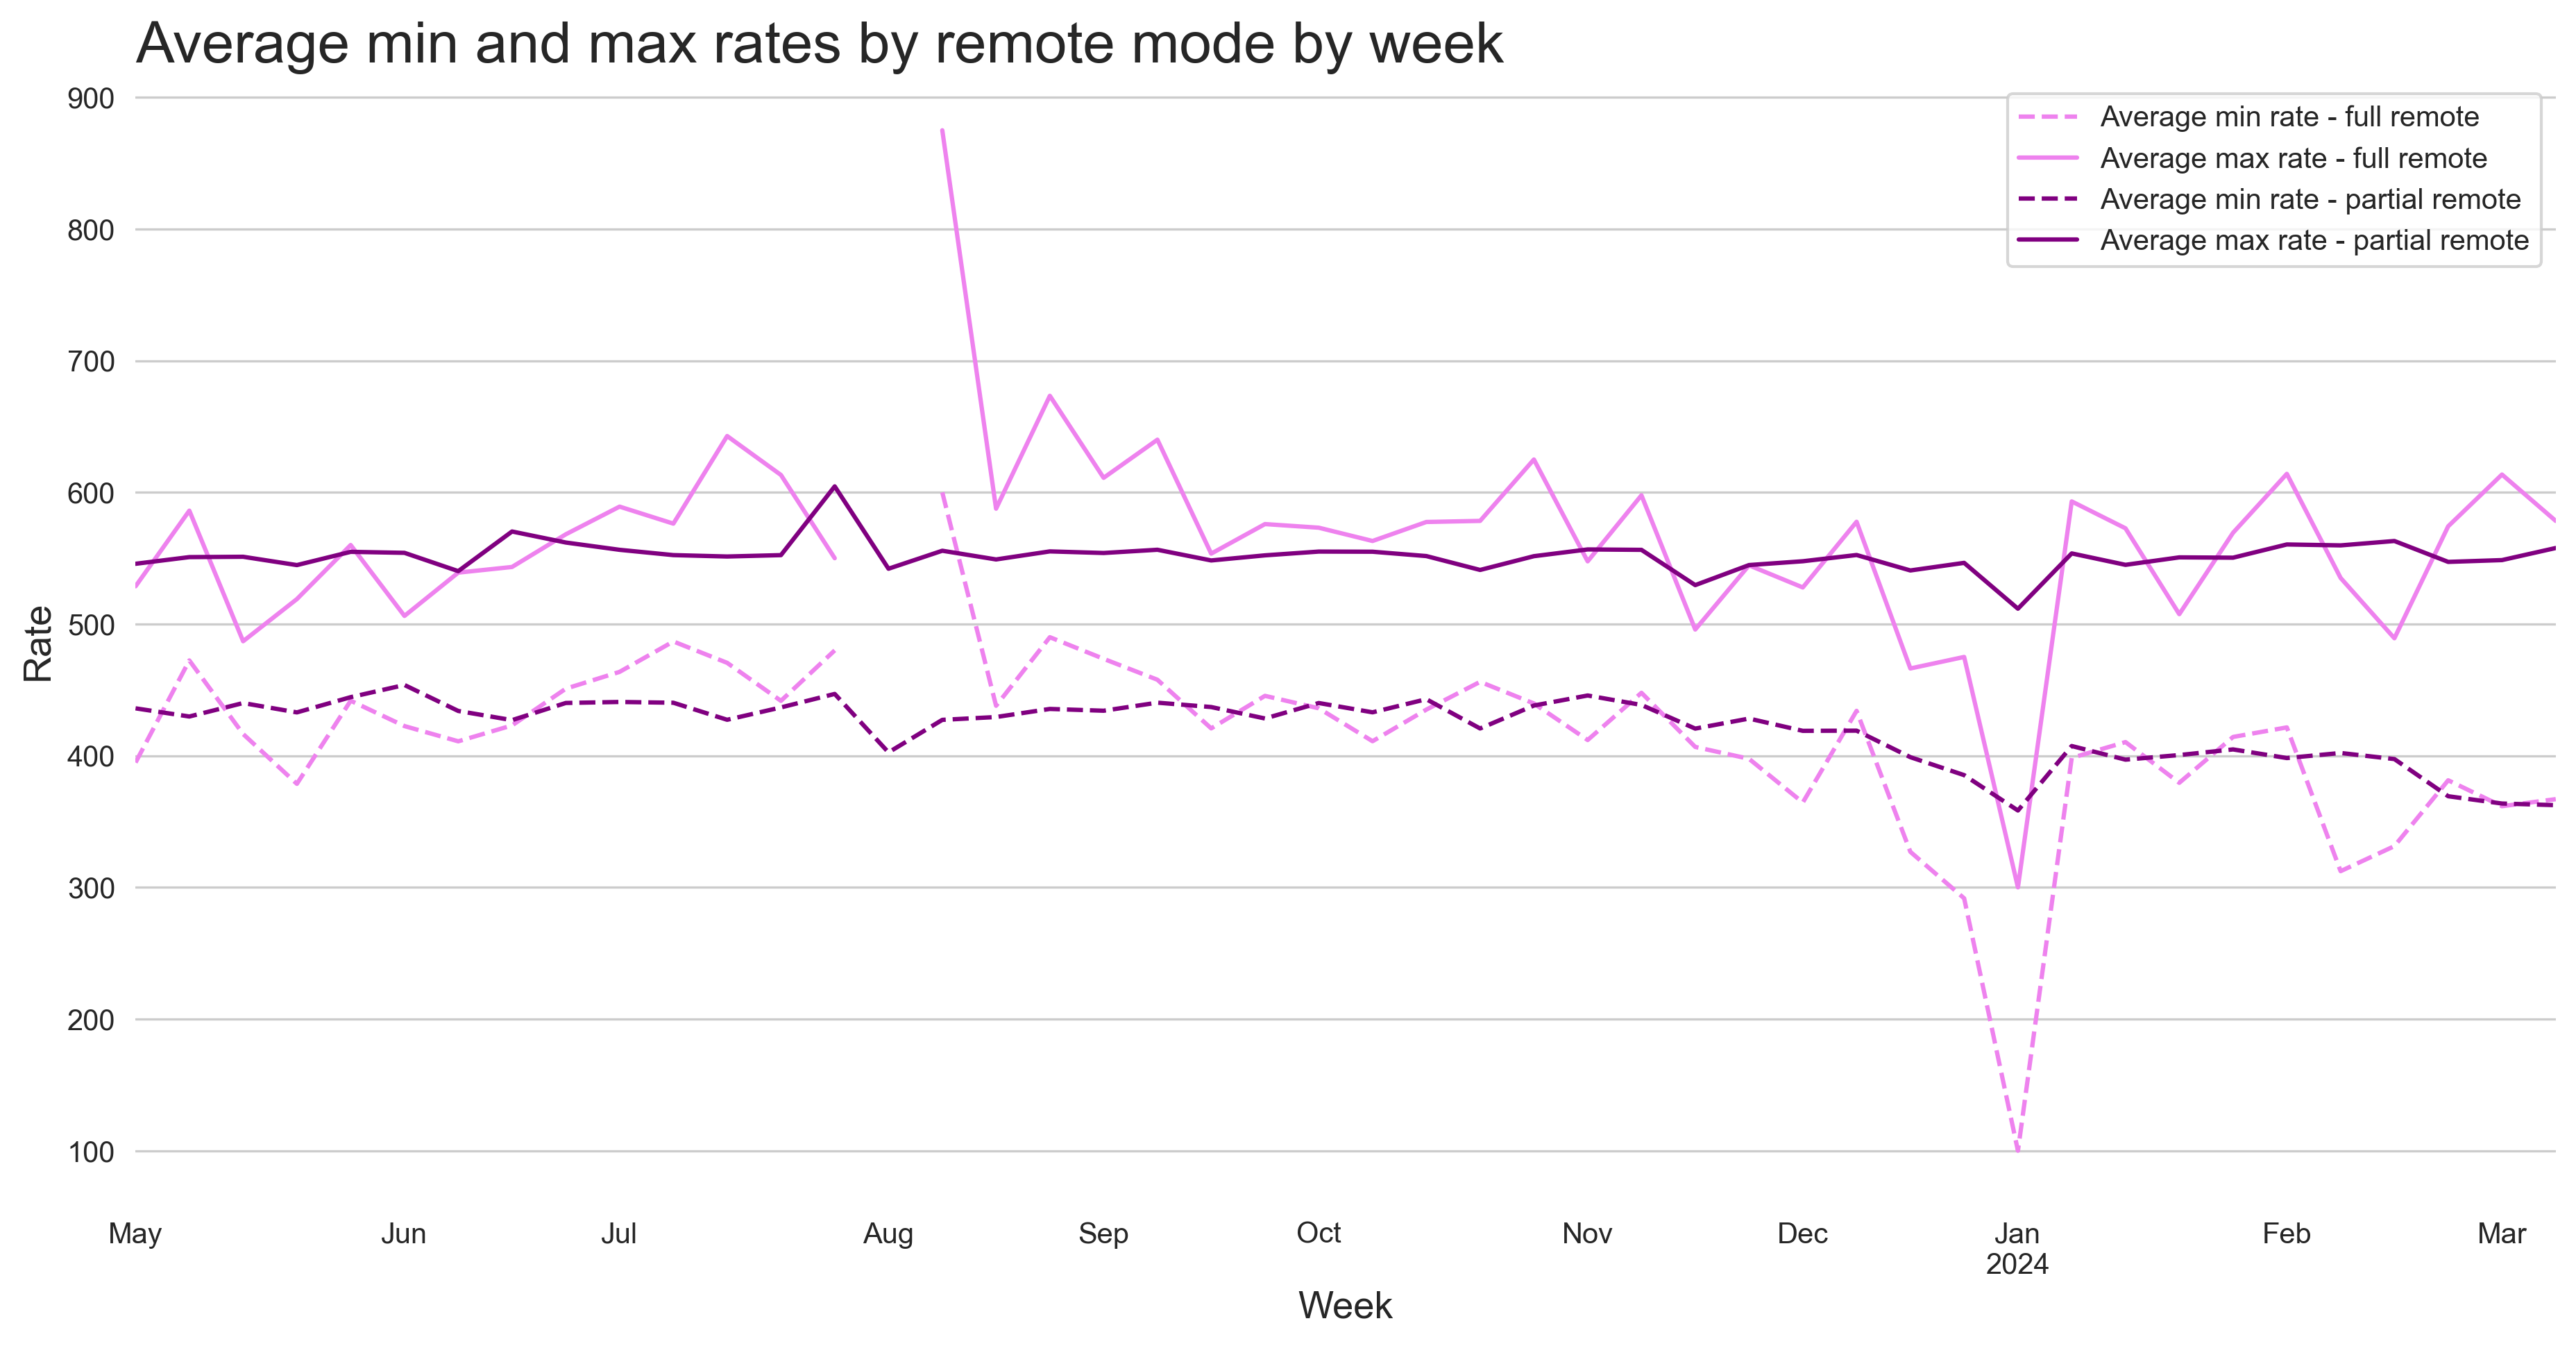 Average min and max rates by remote mode by week
900
800
700
600
500
400
300
200
100
Rate
Average min rate - full remote
Average max rate - full remote
Average min rate - partial remote
Average max rate - partial remote
May Jun Jul Aug Sep Oct Nov Dec Jan Feb Mar
2024
Week